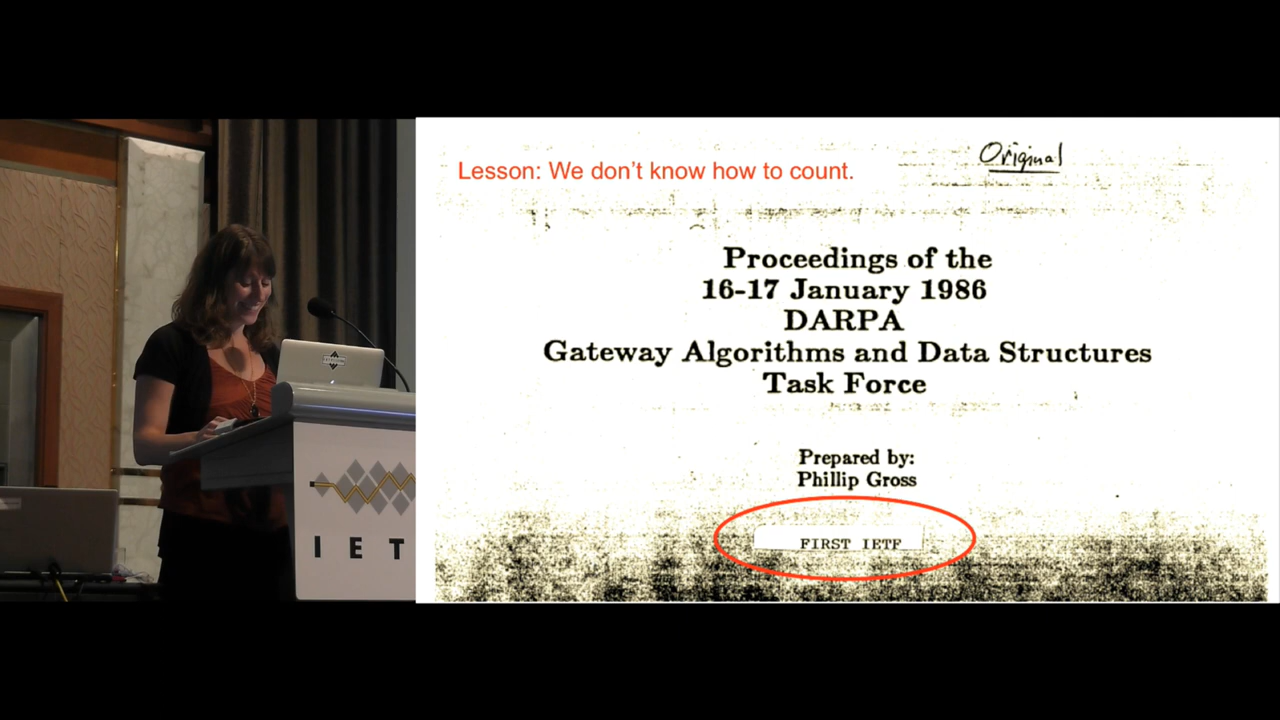 Lesson: We don't know how to count.
Original
Proceedings of the
16-17 January 1986
DARPA
Gateway Algorithms and Data Structures
Task Force
Prepared by:
Phillip Gross
FIRST IETF
IET